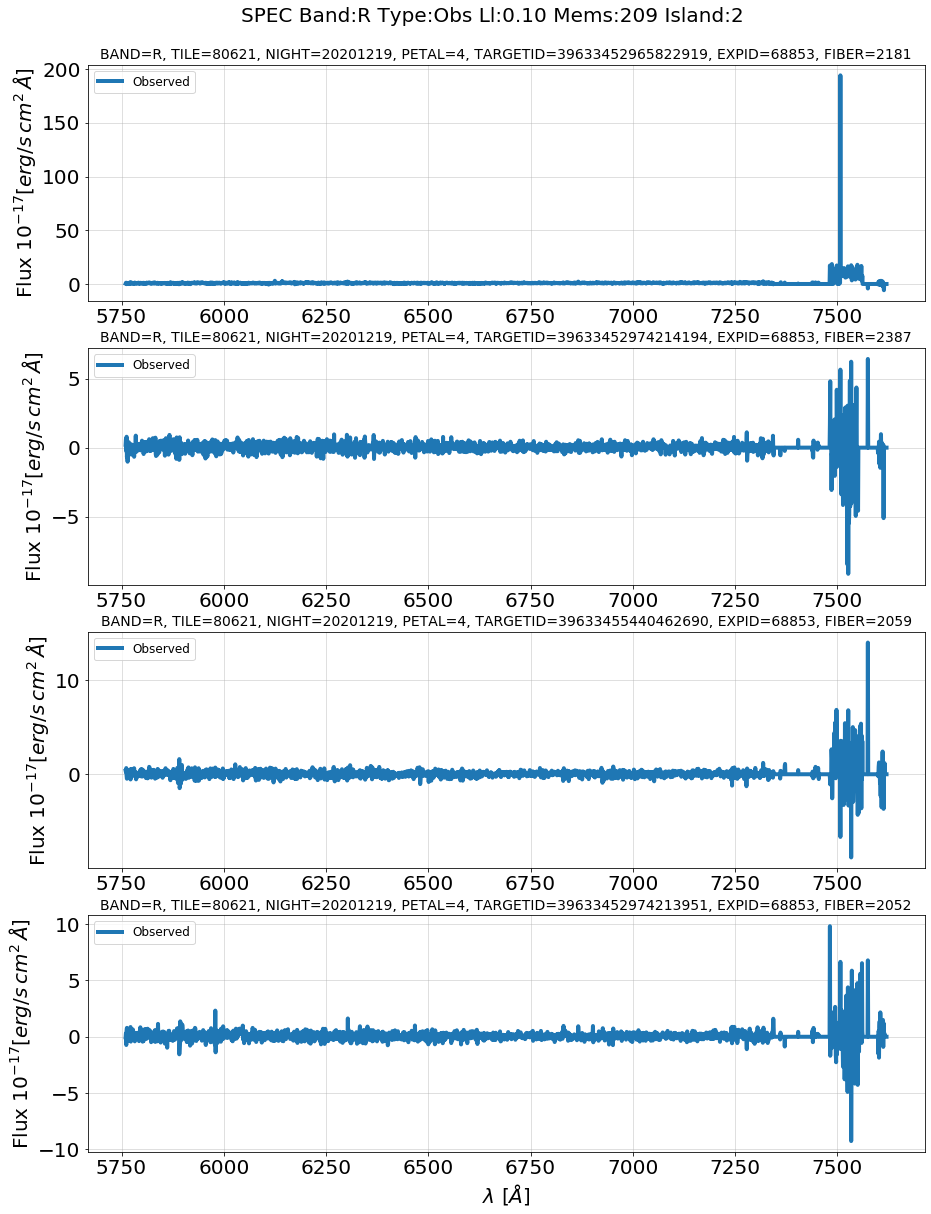 SPEC Band:R Type:Obs Ll:0.10 Mems:209 Island:2
BAND=R, TILE=80621, NIGHT=20201219, PETAL=4, TARGETID=39633452965822919, EXPID=68853, FIBER=2181
Observed
Flux 10^{-17}[erg/s cm^2 Å]
200
150
100
50
0
5750 6000 6250 6500 6750 7000 7250 7500
BAND=R, TILE=80621, NIGHT=20201219, PETAL=4, TARGETID=39633452974214194, EXPID=68853, FIBER=2387
Observed
Flux 10^{-17}[erg/s cm^2 Å]
5
0
−5
5750 6000 6250 6500 6750 7000 7250 7500
BAND=R, TILE=80621, NIGHT=20201219, PETAL=4, TARGETID=39633455440462690, EXPID=68853, FIBER=2059
Observed
Flux 10^{-17}[erg/s cm^2 Å]
10
0
5750 6000 6250 6500 6750 7000 7250 7500
BAND=R, TILE=80621, NIGHT=20201219, PETAL=4, TARGETID=39633452974213951, EXPID=68853, FIBER=2052
Observed
Flux 10^{-17}[erg/s cm^2 Å]
10
5
0
−5
−10
5750 6000 6250 6500 6750 7000 7250 7500
λ [Å]